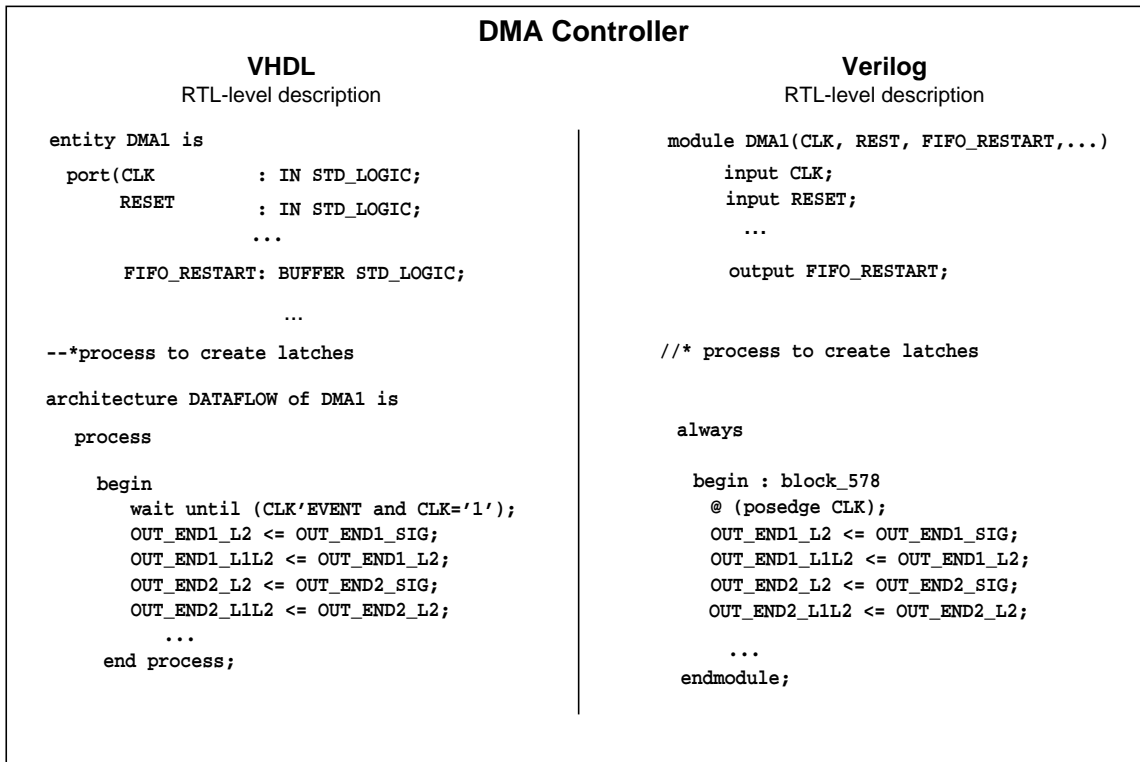 DMA Controller
VHDL
RTL-level description
entity DMA1 is
port(CLK : IN STD_LOGIC;
RESET : IN STD_LOGIC;
...
FIFO_RESTART: BUFFER STD_LOGIC;
...
--*process to create latches
architecture DATAFLOW of DMA1 is
process
begin
wait until (CLK’EVENT and CLK=’1’);
OUT_END1_L2 <= OUT_END1_SIG;
OUT_END1_L1L2 <= OUT_END1_L2;
OUT_END2_L2 <= OUT_END2_SIG;
OUT_END2_L1L2 <= OUT_END2_L2;
...
end process;
Verilog
RTL-level description
module DMA1(CLK, REST, FIFO_RESTART,...)
input CLK;
input RESET;
...
output FIFO_RESTART;
//* process to create latches
always
begin : block_578
@ (posedge CLK);
OUT_END1_L2 <= OUT_END1_SIG;
OUT_END1_L1L2 <= OUT_END1_L2;
OUT_END2_L2 <= OUT_END2_SIG;
OUT_END2_L1L2 <= OUT_END2_L2;
...
endmodule;